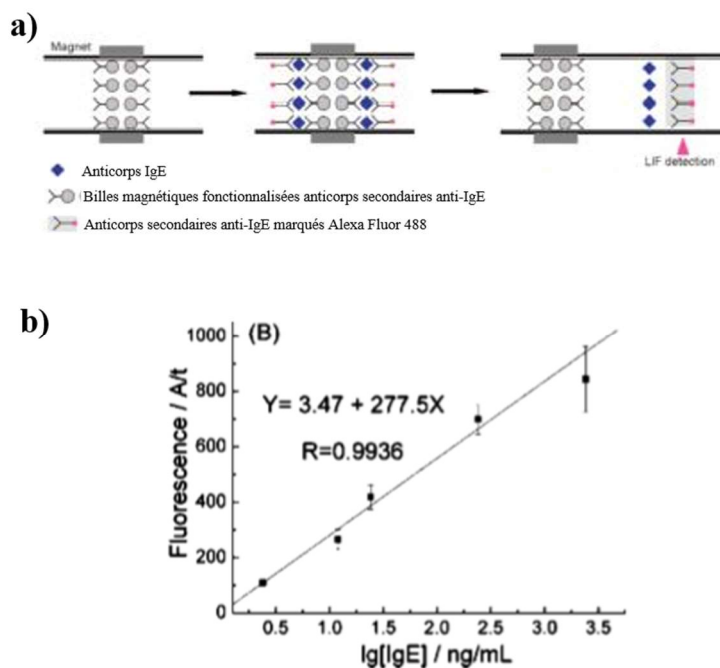 a)
Magnet
LIF detection
Anticorps IgE
Billes magnétiques fonctionnalisées anticorps secondaires anti-IgE
Anticorps secondaires anti-IgE marqués Alexa Fluor 488
b)
(B)
Y= 3.47 + 277.5X
R=0.9936
Fluorescence / A/t
1000
800
600
400
200
0
0.5 1.0 1.5 2.0 2.5 3.0 3.5
lg[IgE] / ng/mL